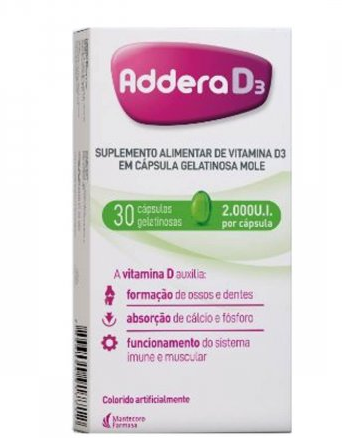 Addera D3
SUPLEMENTO ALIMENTAR DE VITAMINA D3
EM CÁPSULA GELATINOSA MOLE
30 cápsulas gelatinosas
2.000U.I. por cápsula
A vitamina D auxilia:
formação de ossos e dentes
absorção de cálcio e fósforo
funcionamento do sistema
imune e muscular
Colorido artificialmente
Mantecorp
Farmasa